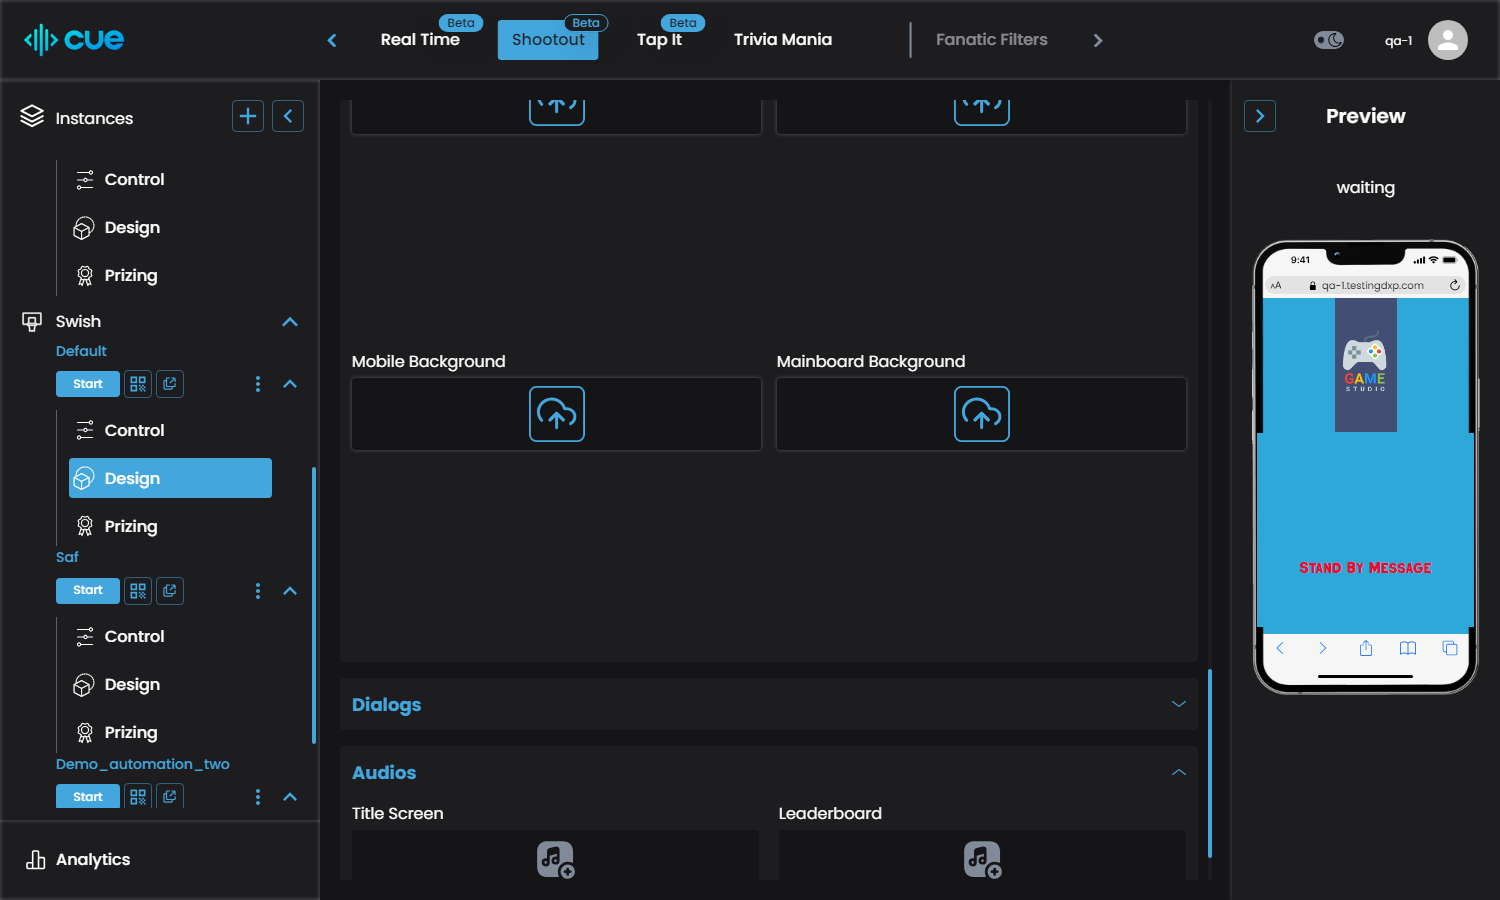 cue
Real Time
Beta
Shootout
Beta
Tap It
Beta
Trivia Mania
Fanatic Filters
qa-1
Instances
Control
Design
Prizing
Swish
Default
Start
Control
Design
Prizing
Saf
Start
Control
Design
Prizing
Demo_automation_two
Start
Analytics
Mobile Background
Mainboard Background
Dialogs
Audios
Title Screen
Leaderboard
Preview
waiting
9:41
AA
qa-1.testingdxp.com
GAME
STUDIO
Stand By Message